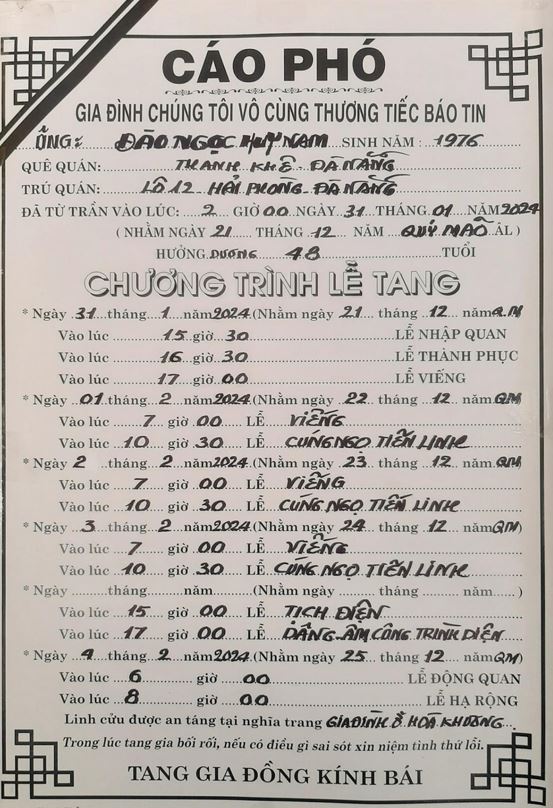 CÁO PHÓ
GIA ĐÌNH CHÚNG TÔI VÔ CÙNG THƯƠNG TIẾC BÁO TIN
ÔNG: ĐÀO NGỌC HUY NAM SINH NĂM : 1976
QUÊ QUÁN: THANH KHÊ - ĐÀ NẴNG
TRÚ QUÁN: LÔ 12 - HẢI PHÒNG - ĐÀ NẴNG
ĐÃ TỪ TRẦN VÀO LÚC: 2 GIỜ 00 NGÀY 31 THÁNG 01 NĂM 2024
( NHẰM NGÀY 21 THÁNG 12 NĂM QUÝ MÃO ÂL )
HƯỞNG DƯƠNG 48 TUỔI
CHƯƠNG TRÌNH LỄ TANG
* Ngày 31 tháng 1 năm 2024 (Nhằm ngày 21 tháng 12 năm Q.M
Vào lúc 15 giờ 30 LỄ NHẬP QUAN
Vào lúc 16 giờ 30 LỄ THÀNH PHỤC
Vào lúc 17 giờ 00 LỄ VIẾNG
* Ngày 01 tháng 2 năm 2024 (Nhằm ngày 22 tháng 12 năm QM
Vào lúc 7 giờ 00 LỄ VIẾNG
Vào lúc 10 giờ 30 LỄ CÚNG NGỌ TIẾN LINH
* Ngày 2 tháng 2 năm 2024 (Nhằm ngày 23 tháng 12 năm QM
Vào lúc 7 giờ 00 LỄ VIẾNG
Vào lúc 10 giờ 30 LỄ CÚNG NGỌ TIẾN LINH
* Ngày 3 tháng 2 năm 2024 (Nhằm ngày 24 tháng 12 năm QM)
Vào lúc 7 giờ 00 LỄ VIẾNG
Vào lúc 10 giờ 30 LỄ CÚNG NGỌ TIẾN LINH
* Ngày tháng năm (Nhằm ngày tháng năm )
Vào lúc 15 giờ 00 LỄ TỊCH ĐIỆN
Vào lúc 17 giờ 00 LỄ DÂNG ÂM CÔNG TRÌNH DIỆN
* Ngày 4 tháng 2 năm 2024 (Nhằm ngày 25 tháng 12 năm QM)
Vào lúc 6 giờ 00 LỄ ĐỘNG QUAN
Vào lúc 8 giờ 00 LỄ HẠ RỘNG
Linh cửu được an táng tại nghĩa trang GIA ĐÌNH Ở HOÀ KHƯƠNG
Trong lúc tang gia bối rối, nếu có điều gì sai sót xin niệm tình thứ lỗi.
TANG GIA ĐỒNG KÍNH BÁI